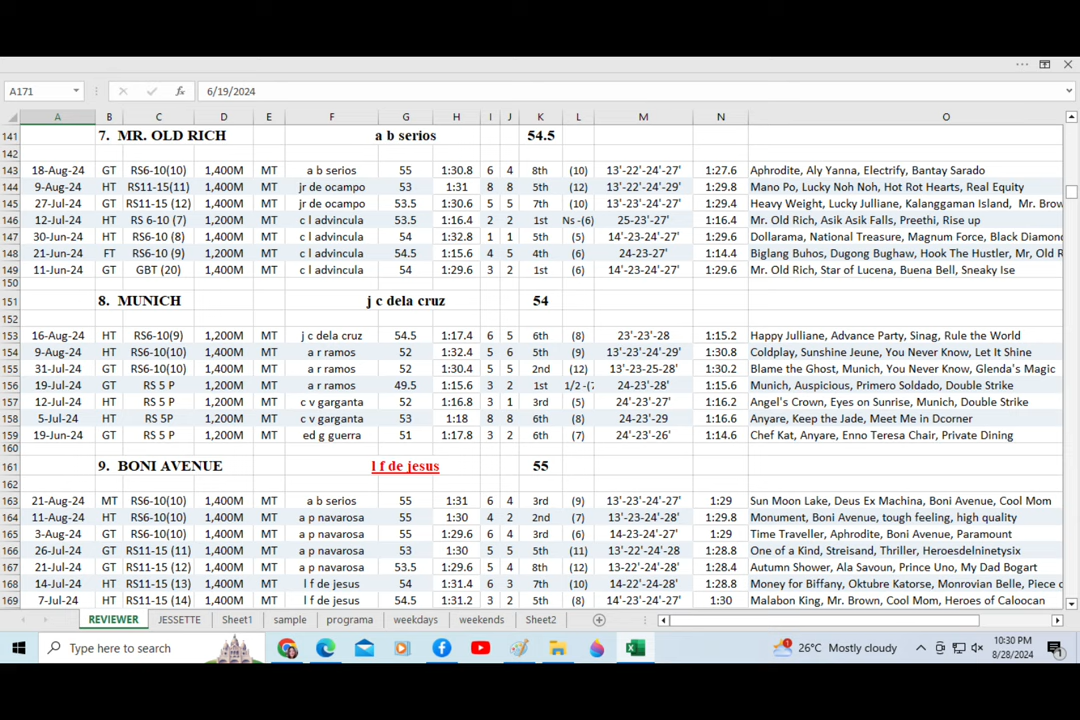 A171 fx 6/19/2024
A B C D E F G H I J K L M N O
141 7. MR. OLD RICH a b serios 54.5
142
143 18-Aug-24 GT RS6-10(10) 1,400M MT a b serios 55 1:30.8 6 4 8th (10) 13'-22'-24'-27' 1:27.6 Aphrodite, Aly Yanna, Electrify, Bantay Sarado
144 9-Aug-24 HT RS11-15(11) 1,400M MT jr de ocampo 53 1:31 8 8 5th (12) 13'-22'-24'-29' 1:29.8 Mano Po, Lucky Noh Noh, Hot Rot Hearts, Real Equity
145 27-Jul-24 GT RS11-15 (12) 1,400M MT jr de ocampo 53.5 1:30.6 5 5 7th (10) 13'-22'-24'-27' 1:29.4 Heavy Weight, Lucky Julliane, Kalanggaman Island, Mr. Brow
146 12-Jul-24 HT RS 6-10 (7) 1,200M MT c l advincula 53.5 1:16.4 2 2 1st Ns -(6) 25-23'-27' 1:16.4 Mr. Old Rich, Asik Asik Falls, Preethi, Rise up
147 30-Jun-24 HT RS6-10 (8) 1,400M MT c l advincula 54 1:32.8 1 1 5th (5) 14'-23-24'-27' 1:29.6 Dollarama, National Treasure, Magnum Force, Black Diamon
148 21-Jun-24 FT RS6-10 (9) 1,200M MT c l advincula 54.5 1:15.6 4 5 4th (6) 24-23-27' 1:14.4 Biglang Buhos, Dugong Bughaw, Hook The Hustler, Mr, Old R
149 11-Jun-24 GT GBT (20) 1,400M MT c l advincula 54 1:29.6 3 2 1st (6) 14'-23-24'-27' 1:29.6 Mr. Old Rich, Star of Lucena, Buena Bell, Sneaky Ise
150
151 8. MUNICH j c dela cruz 54
152
153 16-Aug-24 HT RS6-10(9) 1,200M MT j c dela cruz 54.5 1:17.4 6 5 6th (8) 23'-23'-28 1:15.2 Happy Julliane, Advance Party, Sinag, Rule the World
154 9-Aug-24 HT RS6-10(10) 1,400M MT a r ramos 52 1:32.4 5 6 5th (9) 13'-23'-24'-29' 1:30.8 Coldplay, Sunshine Jeune, You Never Know, Let It Shine
155 31-Jul-24 HT RS6-10(10) 1,400M MT a r ramos 52 1:30.4 5 5 2nd (12) 13'-23-25-28' 1:30.2 Blame the Ghost, Munich, You Never Know, Glenda's Magic
156 19-Jul-24 GT RS 5 P 1,200M MT a r ramos 49.5 1:15.6 3 2 1st 1/2 -(7 24-23'-28' 1:15.6 Munich, Auspicious, Primero Soldado, Double Strike
157 12-Jul-24 HT RS 5 P 1,200M MT c v garganta 52 1:16.8 3 1 3rd (5) 24'-23'-27' 1:16.2 Angel's Crown, Eyes on Sunrise, Munich, Double Strike
158 5-Jul-24 HT RS 5P 1,200M MT c v garganta 53 1:18 8 8 6th (8) 24'-23'-29 1:16.6 Anyare, Keep the Jade, Meet Me in Dcorner
159 19-Jun-24 GT RS 5 P 1,200M MT ed g guerra 51 1:17.8 3 2 6th (7) 24'-23'-26' 1:14.6 Chef Kat, Anyare, Enno Teresa Chair, Private Dining
160
161 9. BONI AVENUE l f de jesus 55
162
163 21-Aug-24 MT RS6-10(10) 1,400M MT a b serios 55 1:31 6 4 3rd (9) 13'-23'-24'-27' 1:29 Sun Moon Lake, Deus Ex Machina, Boni Avenue, Cool Mom
164 11-Aug-24 HT RS6-10(10) 1,400M MT a p navarosa 55 1:30 4 2 2nd (7) 13'-23-24'-28' 1:29.8 Monument, Boni Avenue, tough feeling, high quality
165 3-Aug-24 GT RS6-10(10) 1,400M MT a p navarosa 55 1:29.6 6 4 3rd (6) 14-23-24'-27' 1:29 Time Traveller, Aphrodite, Boni Avenue, Paramount
166 26-Jul-24 GT RS11-15 (11) 1,400M MT a p navarosa 53 1:30 5 5 5th (11) 13'-22'-24'-28 1:28.8 One of a Kind, Streisand, Thriller, Heroesdelninetysix
167 21-Jul-24 GT RS11-15 (12) 1,400M MT a p navarosa 53.5 1:29.6 5 4 8th (12) 13'-22-24'-28' 1:28.4 Autumn Shower, Ala Savoun, Prince Uno, My Dad Bogart
168 14-Jul-24 HT RS11-15 (13) 1,400M MT l f de jesus 54 1:31.4 6 3 7th (10) 14'-22-24'-28' 1:28.8 Money for Biffany, Oktubre Katorse, Monrovian Belle, Piece c
169 7-Jul-24 HT RS11-15 (14) 1,400M MT l f de jesus 54.5 1:31.2 3 2 5th (8) 14'-23'-24'-27' 1:30 Malabon King, Mr. Brown, Cool Mom, Heroes of Caloocan
REVIEWER JESSETTE Sheet1 sample programa weekdays weekends Sheet2
Type here to search 26°C Mostly cloudy 10:30 PM
8/28/2024